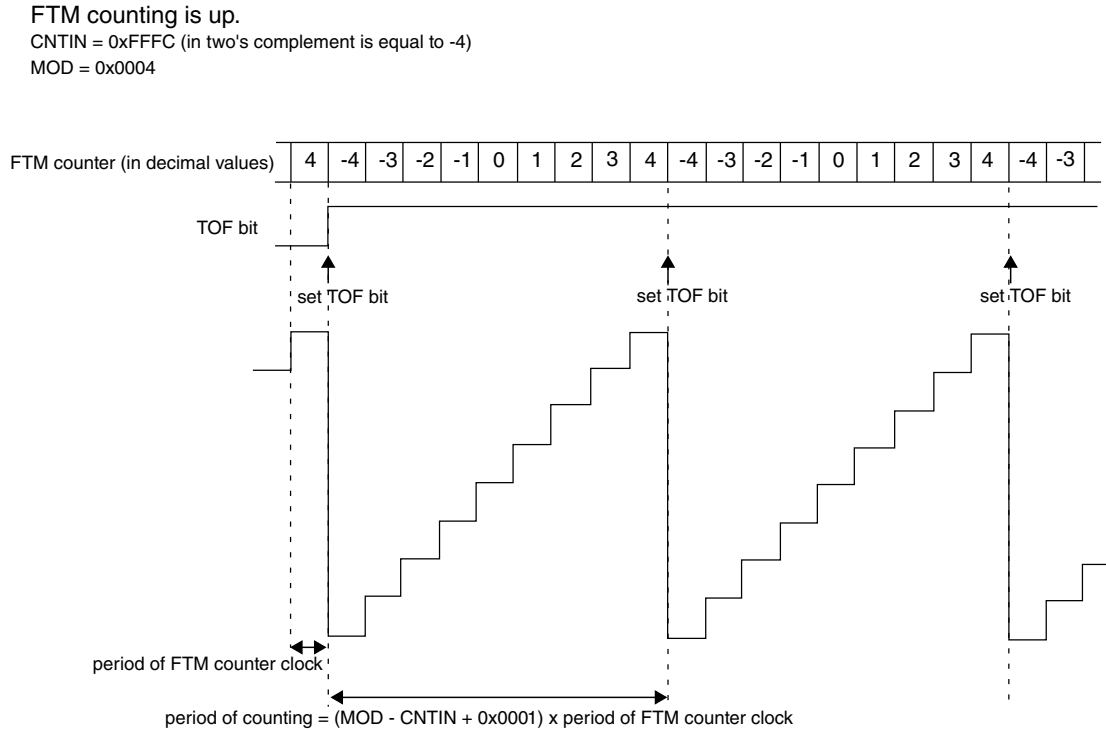 FTM counting is up.
CNTIN = 0xFFFC (in two's complement is equal to -4)
MOD = 0x0004
FTM counter (in decimal values) 4 -4 -3 -2 -1 0 1 2 3 4 -4 -3 -2 -1 0 1 2 3 4 -4 -3
TOF bit
set TOF bit set TOF bit set TOF bit
period of FTM counter clock
period of counting = (MOD - CNTIN + 0x0001) x period of FTM counter clock